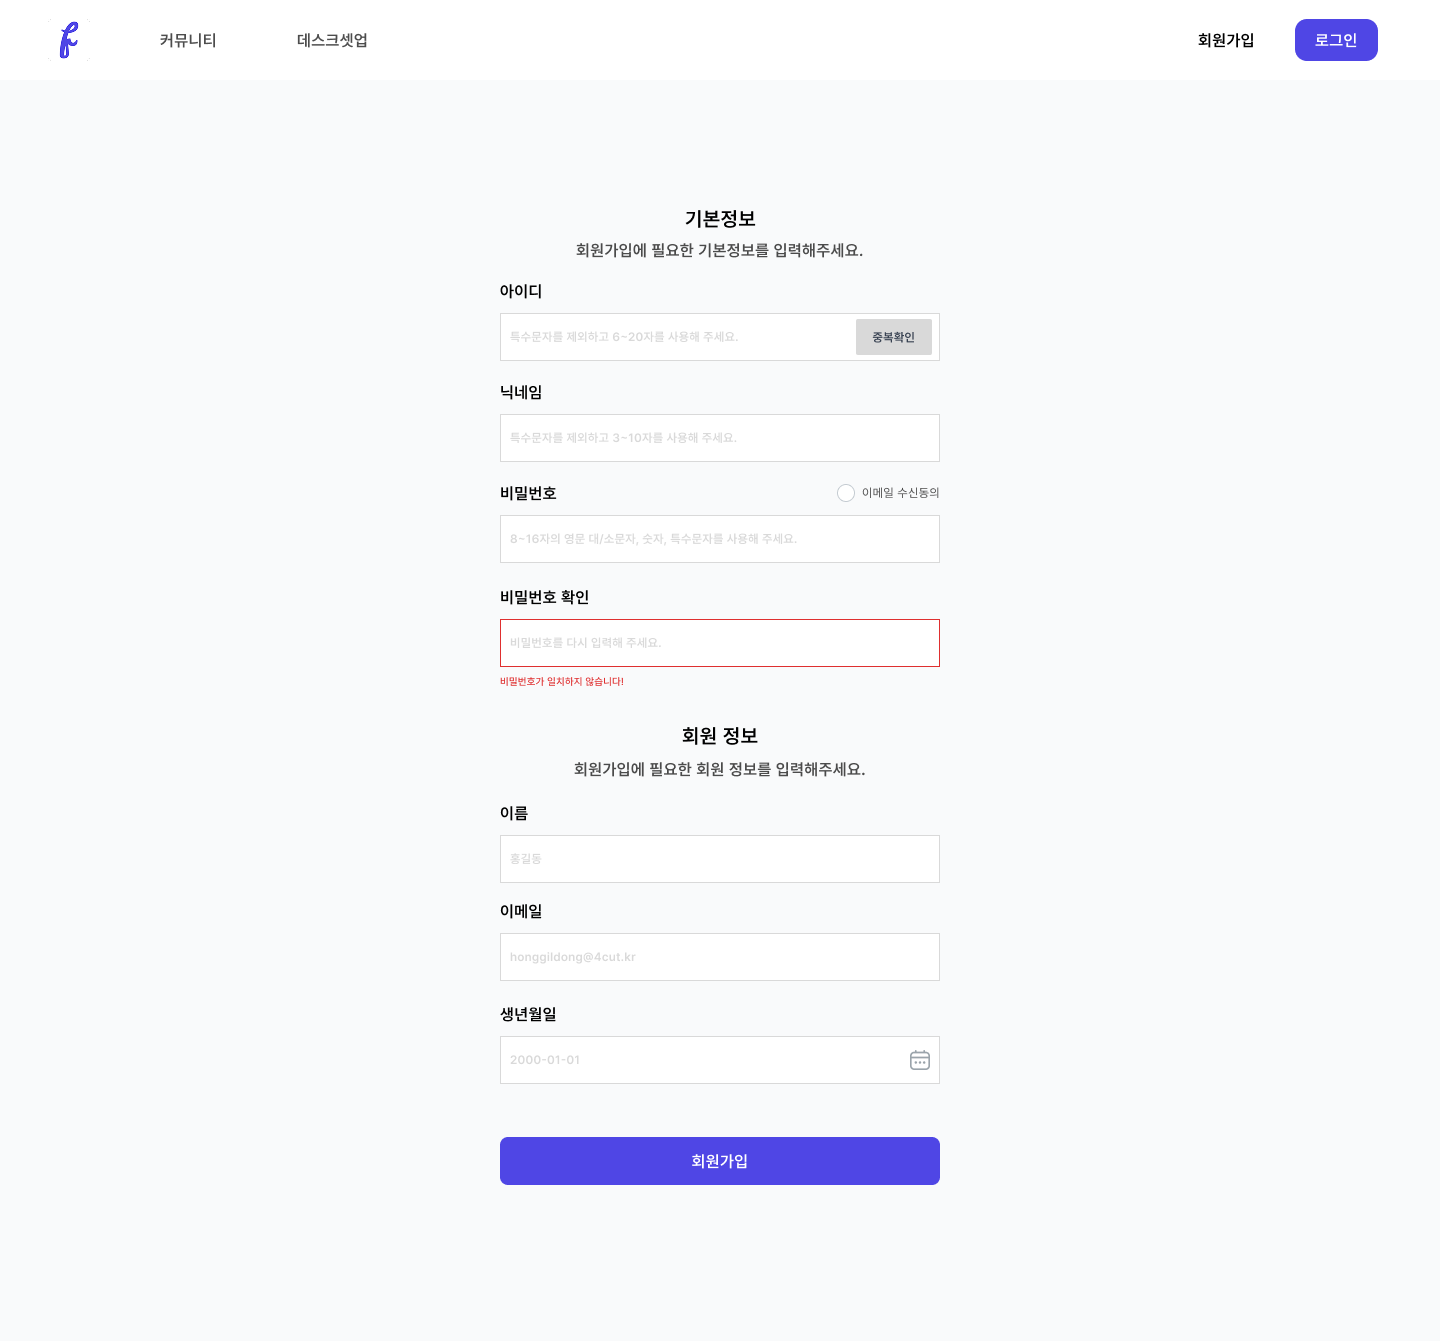 커뮤니티
데스크셋업
회원가입
로그인
기본정보
회원가입에 필요한 기본정보를 입력해주세요.
아이디
특수문자를 제외하고 6~20자를 사용해 주세요.
중복확인
닉네임
특수문자를 제외하고 3~10자를 사용해 주세요.
비밀번호
이메일 수신동의
8~16자의 영문 대/소문자, 숫자, 특수문자를 사용해 주세요.
비밀번호 확인
비밀번호를 다시 입력해 주세요.
비밀번호가 일치하지 않습니다!
회원 정보
회원가입에 필요한 회원 정보를 입력해주세요.
이름
홍길동
이메일
honggildong@4cut.kr
생년월일
2000-01-01
회원가입